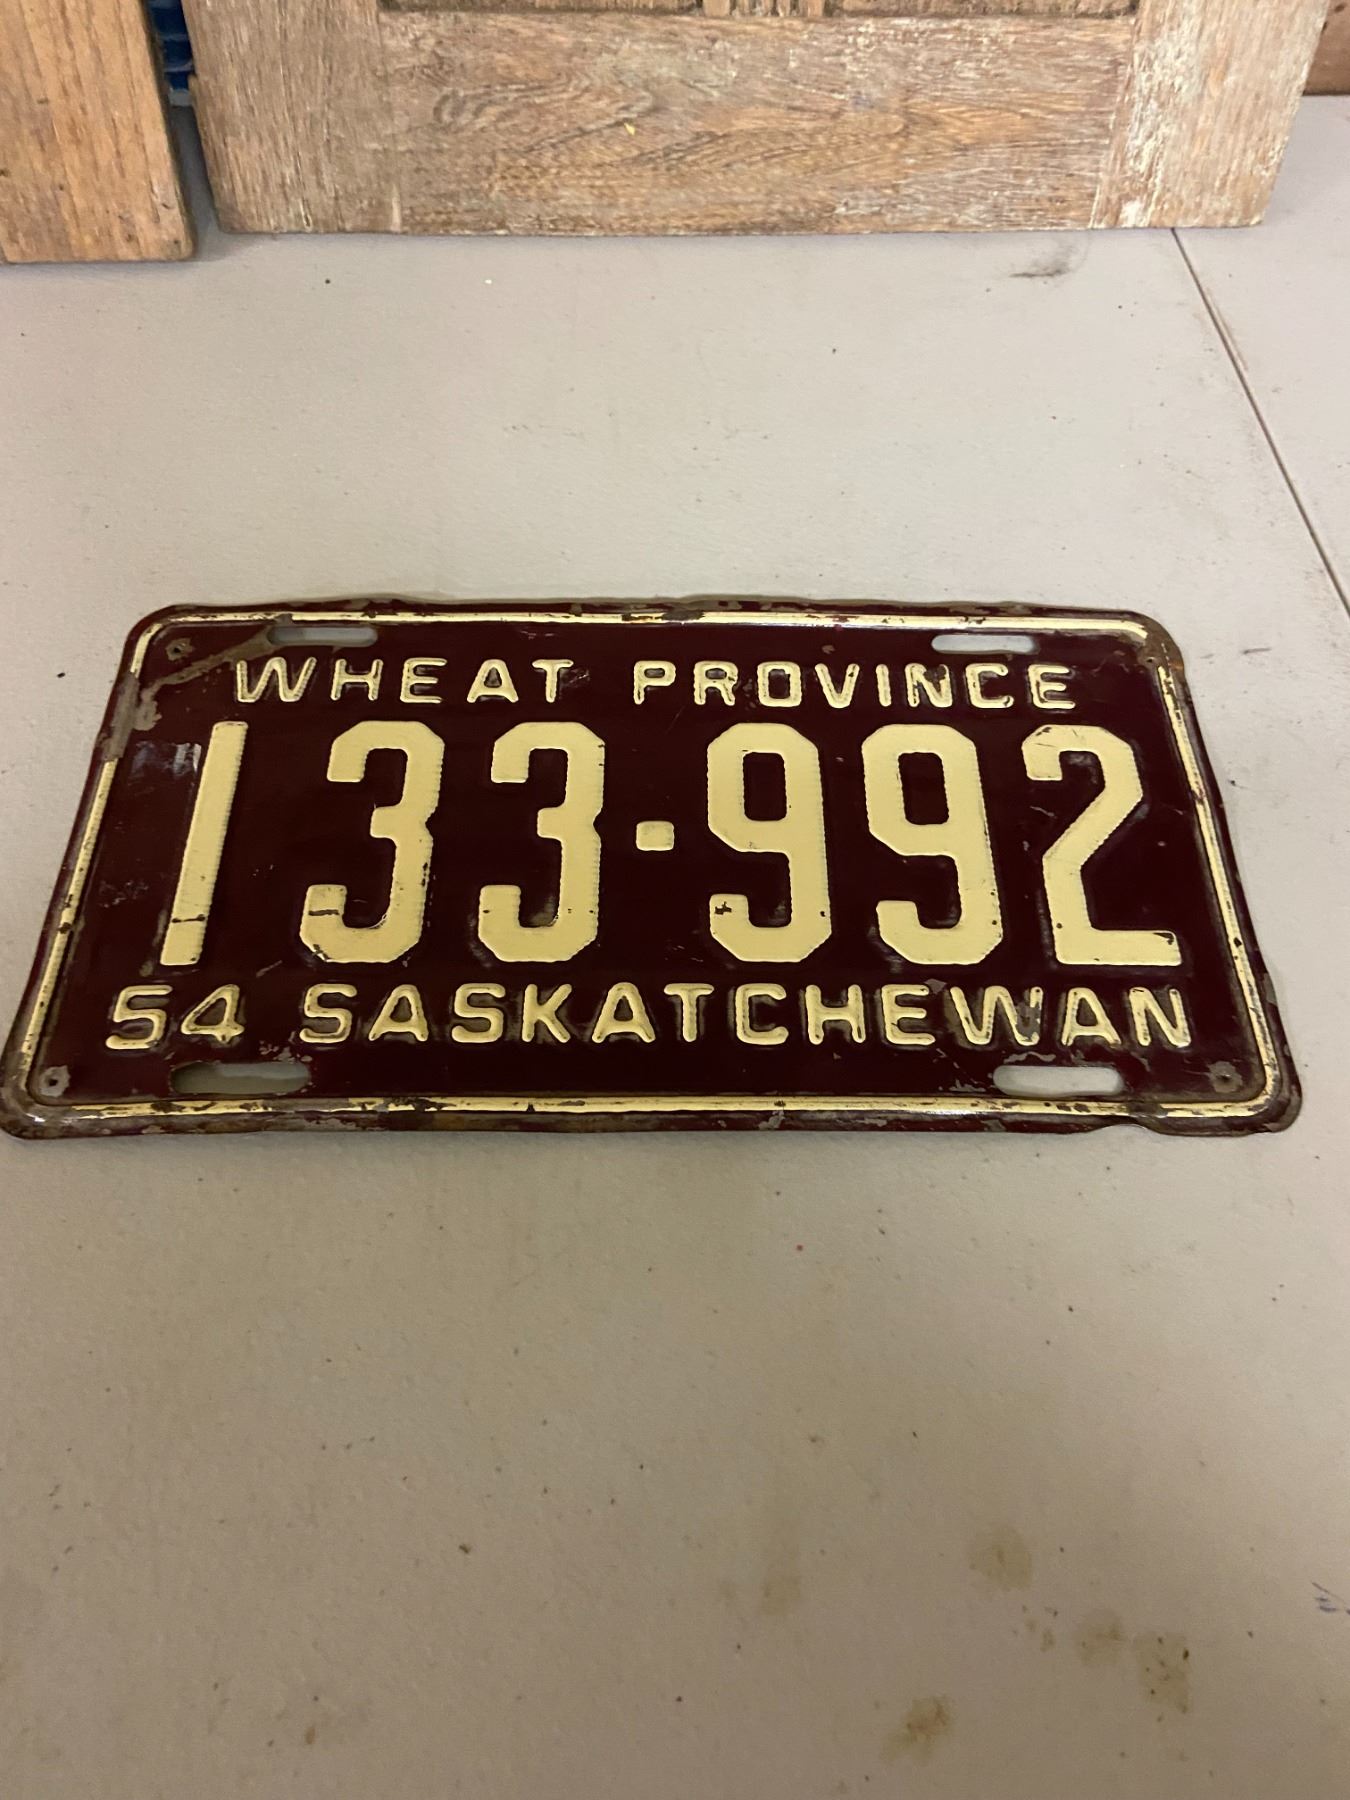 WHEAT PROVINCE
133·992
54 SASKATCHEWAN